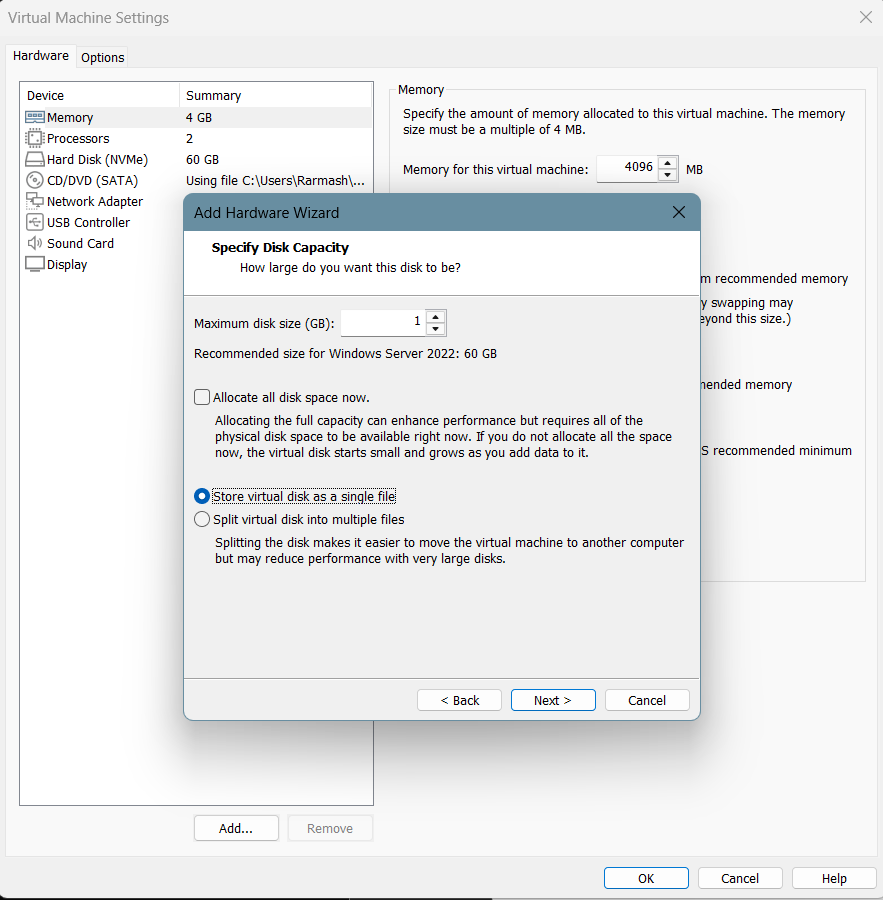 Virtual Machine Settings
Hardware Options
Device Summary
Memory 4 GB
Processors 2
Hard Disk (NVMe) 60 GB
CD/DVD (SATA) Using file C:\Users\Rarmash\...
Network Adapter
USB Controller
Sound Card
Display
Add...
Remove
Memory
Specify the amount of memory allocated to this virtual machine. The memory
size must be a multiple of 4 MB.
Memory for this virtual machine: 4096 MB
recommended memory
swapping may
beyond this size.)
memory
recommended minimum
Add Hardware Wizard
Specify Disk Capacity
How large do you want this disk to be?
Maximum disk size (GB): 1
Recommended size for Windows Server 2022: 60 GB
Allocate all disk space now.
Allocating the full capacity can enhance performance but requires all of the
physical disk space to be available right now. If you do not allocate all the space
now, the virtual disk starts small and grows as you add data to it.
Store virtual disk as a single file
Split virtual disk into multiple files
Splitting the disk makes it easier to move the virtual machine to another computer
but may reduce performance with very large disks.
< Back
Next >
Cancel
OK
Cancel
Help